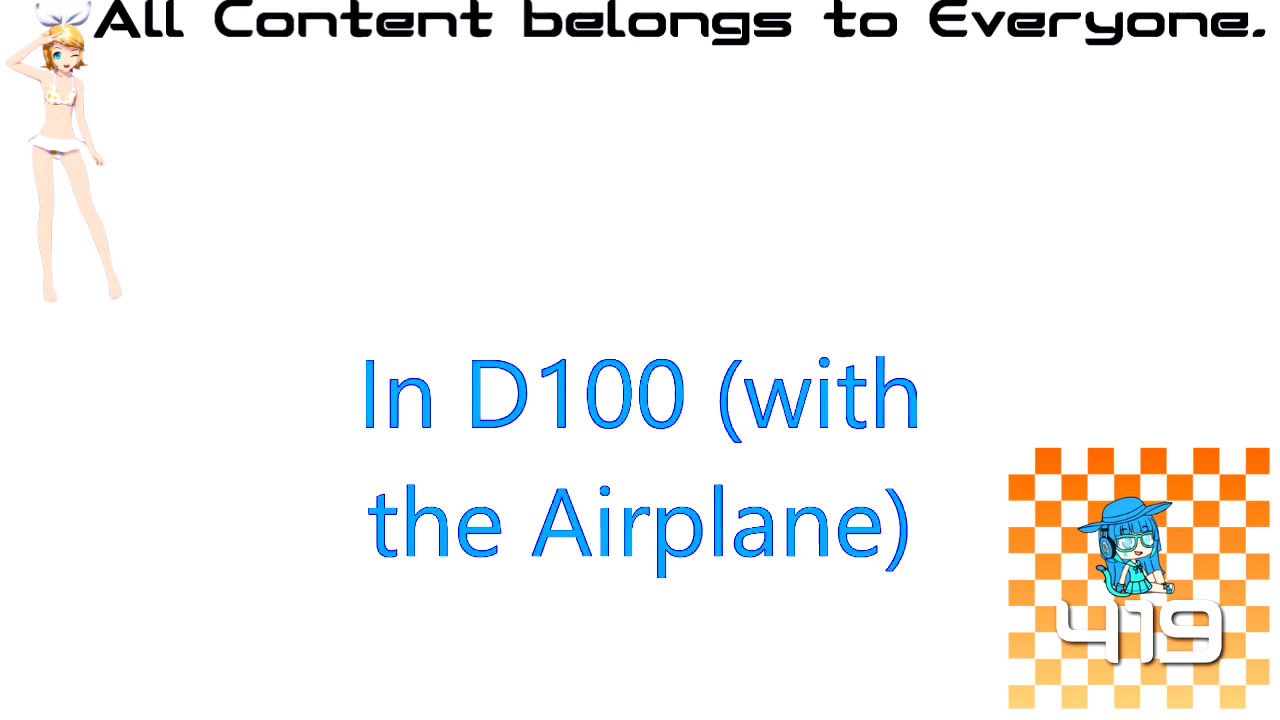 All Content belongs to Everyone.
In D100 (with
the Airplane)
419